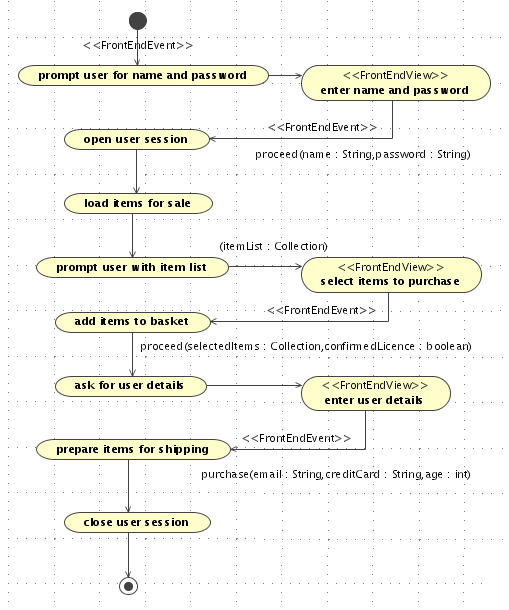 <<FrontEndEvent>>
prompt user for name and password
<<FrontEndView>>
enter name and password
<<FrontEndEvent>>
open user session
proceed(name : String,password : String)
load items for sale
(itemList : Collection)
prompt user with item list
<<FrontEndView>>
select items to purchase
<<FrontEndEvent>>
add items to basket
proceed(selectedItems : Collection,confirmedLicence : boolean)
ask for user details
<<FrontEndView>>
enter user details
<<FrontEndEvent>>
prepare items for shipping
purchase(email : String,creditCard : String,age : int)
close user session